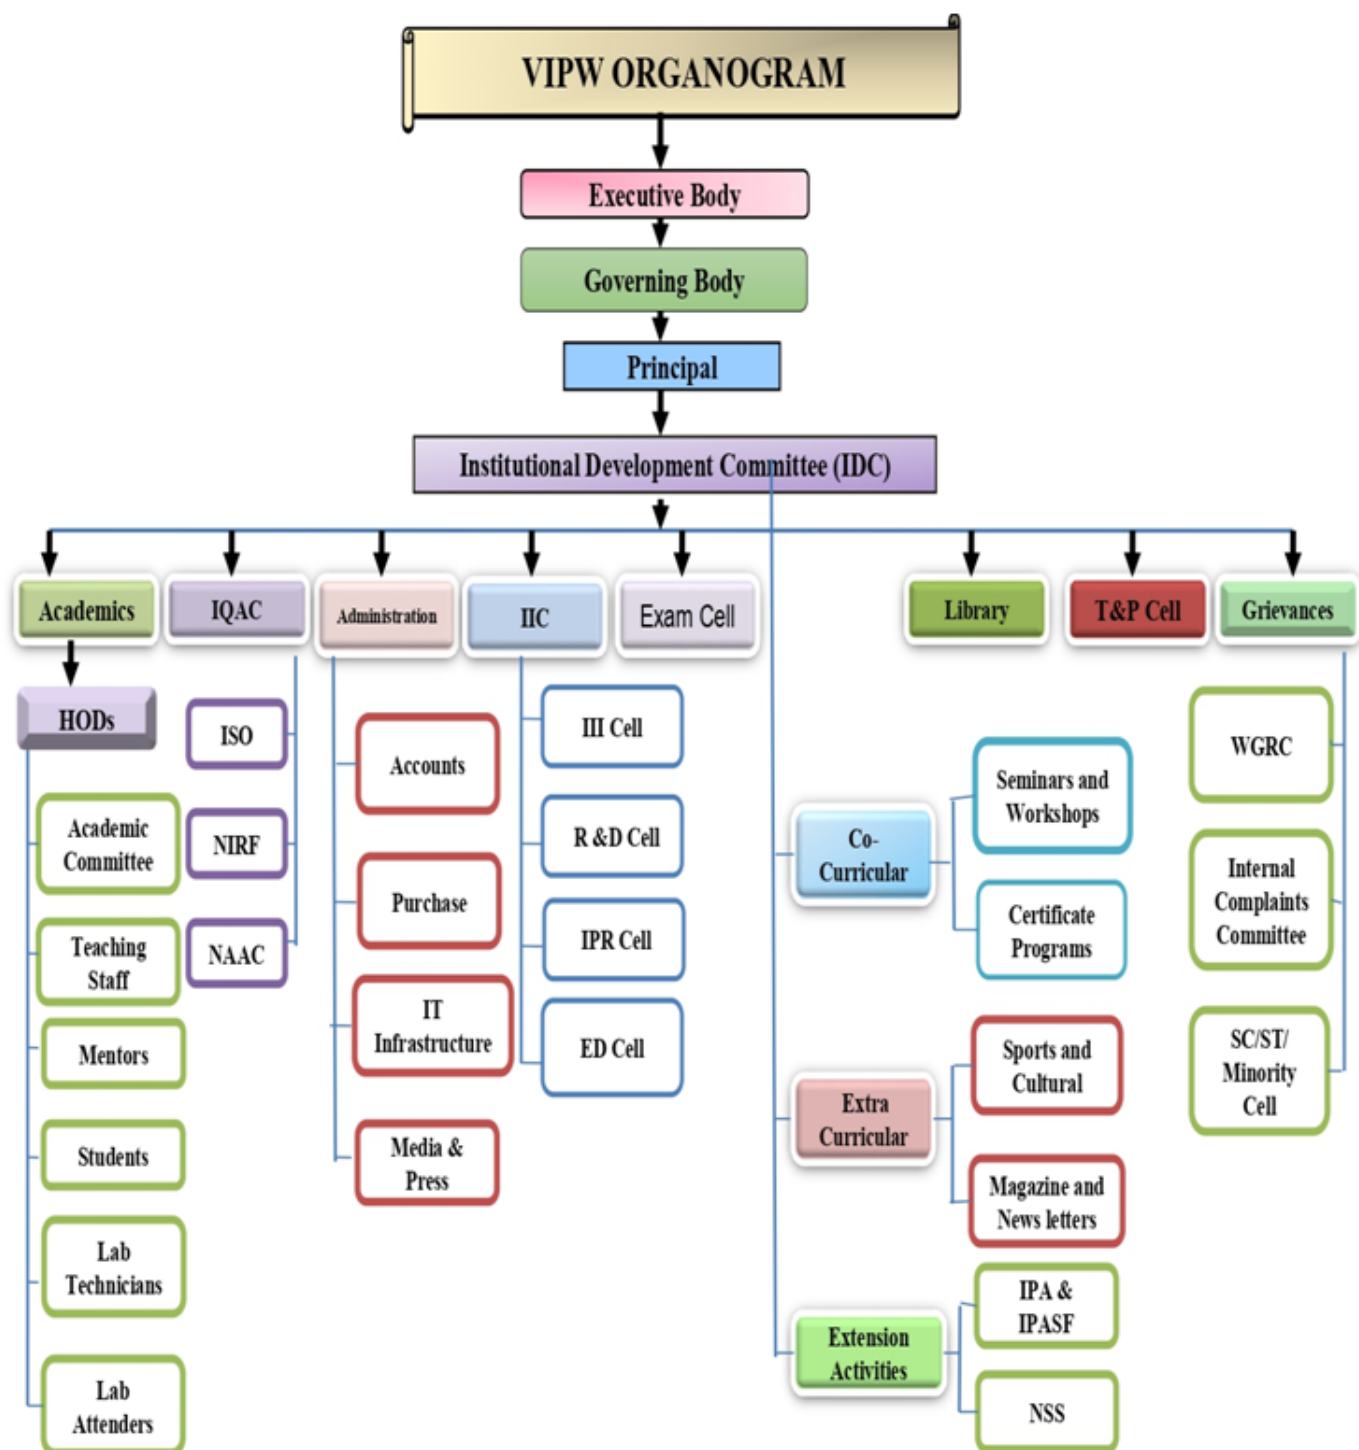 VIPW ORGANOGRAM
Executive Body
Governing Body
Principal
Institutional Development Committee (IDC)
Academics
IQAC
Administration
IIC
Exam Cell
Library
T&P Cell
Grievances
HODs
Academic
Committee
Teaching
Staff
Mentors
Students
Lab
Technicians
Lab
Attenders
ISO
NIRF
NAAC
Accounts
Purchase
IT
Infrastructure
Media &
Press
III Cell
R &D Cell
IPR Cell
ED Cell
Co-
Curricular
Seminars and
Workshops
Certificate
Programs
Extra
Curricular
Sports and
Cultural
Magazine and
News letters
Extension
Activities
IPA &
IPASF
NSS
WGRC
Internal
Complaints
Committee
SC/ST/
Minority
Cell